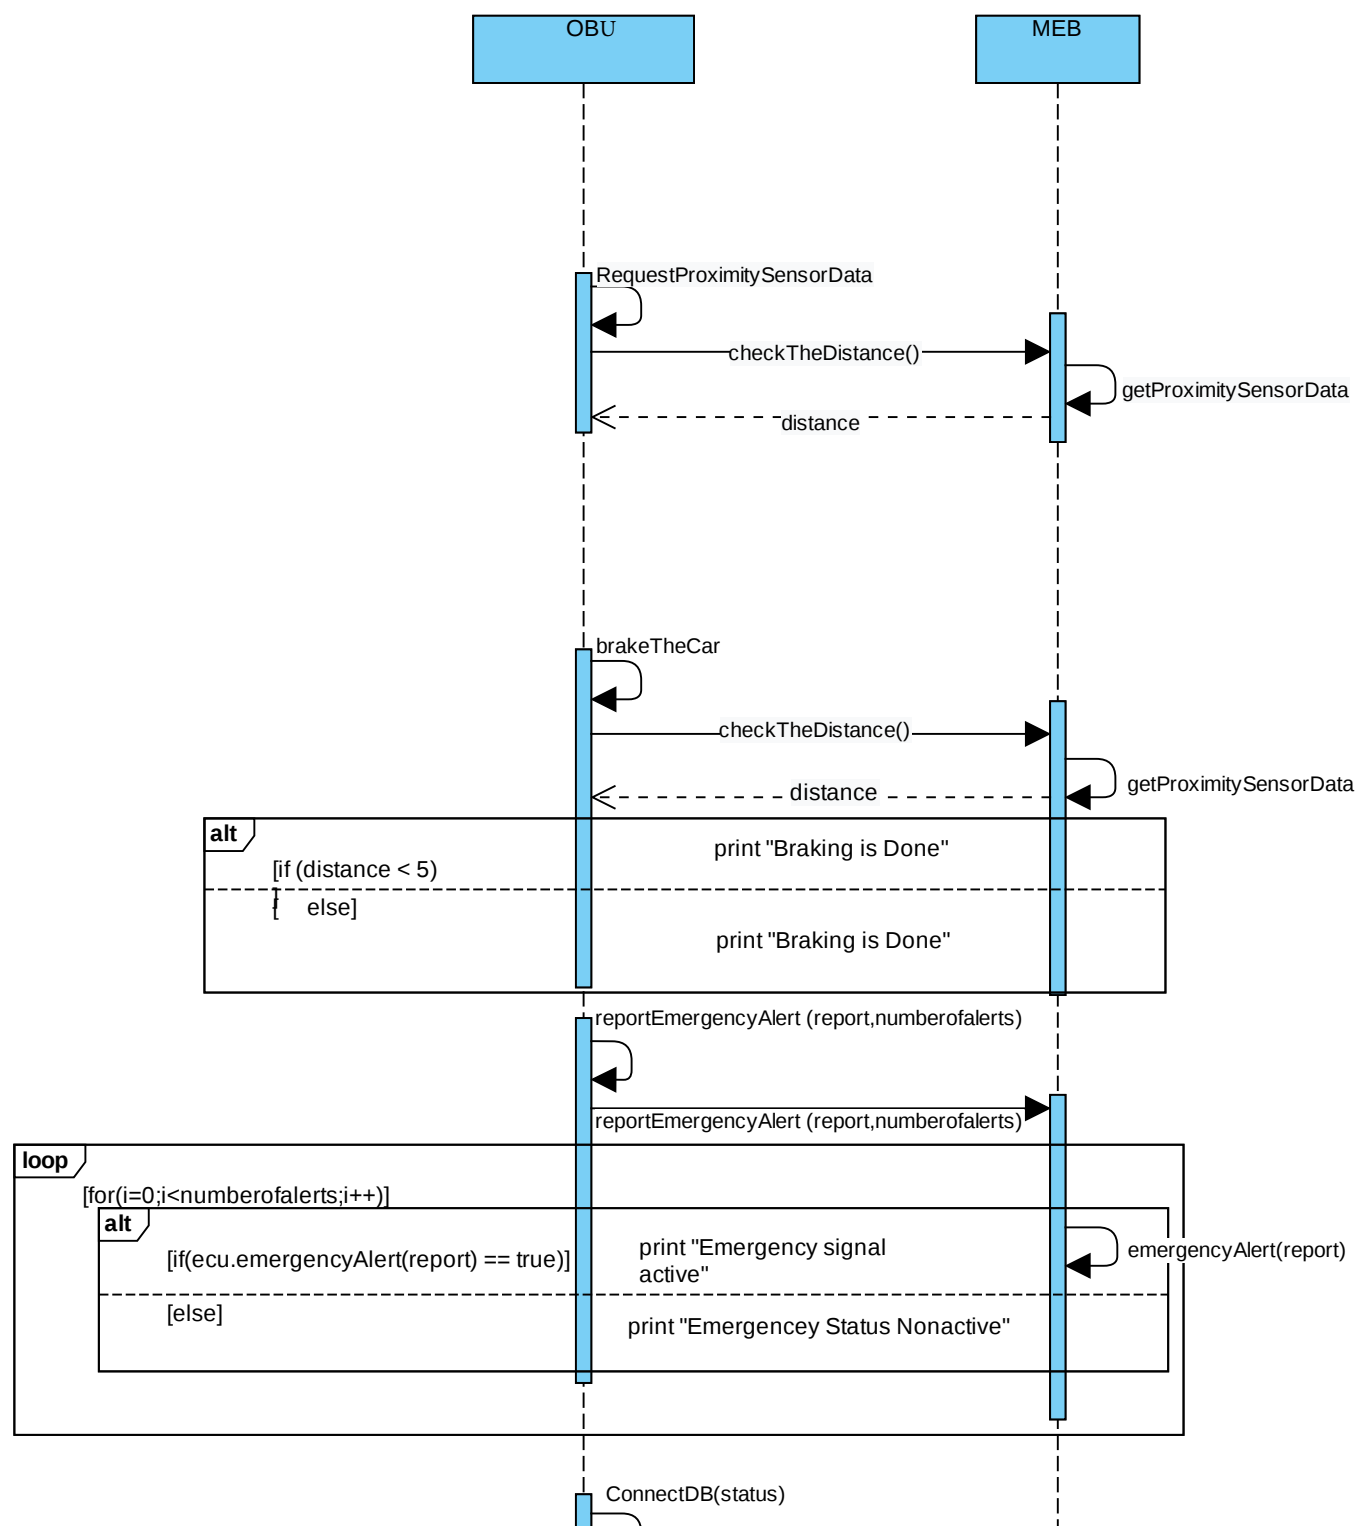 OBU
MEB
RequestProximitySensorData
checkTheDistance()
getProximitySensorData
distance
brakeTheCar
checkTheDistance()
getProximitySensorData
distance
alt
print "Braking is Done"
[if (distance < 5)
]
[ else]
print "Braking is Done"
reportEmergencyAlert (report,numberofalerts)
reportEmergencyAlert (report,numberofalerts)
loop
[for(i=0;i<numberofalerts;i++)]
alt
print "Emergency signal
active"
[if(ecu.emergencyAlert(report) == true)]
emergencyAlert(report)
[else]
print "Emergencey Status Nonactive"
ConnectDB(status)